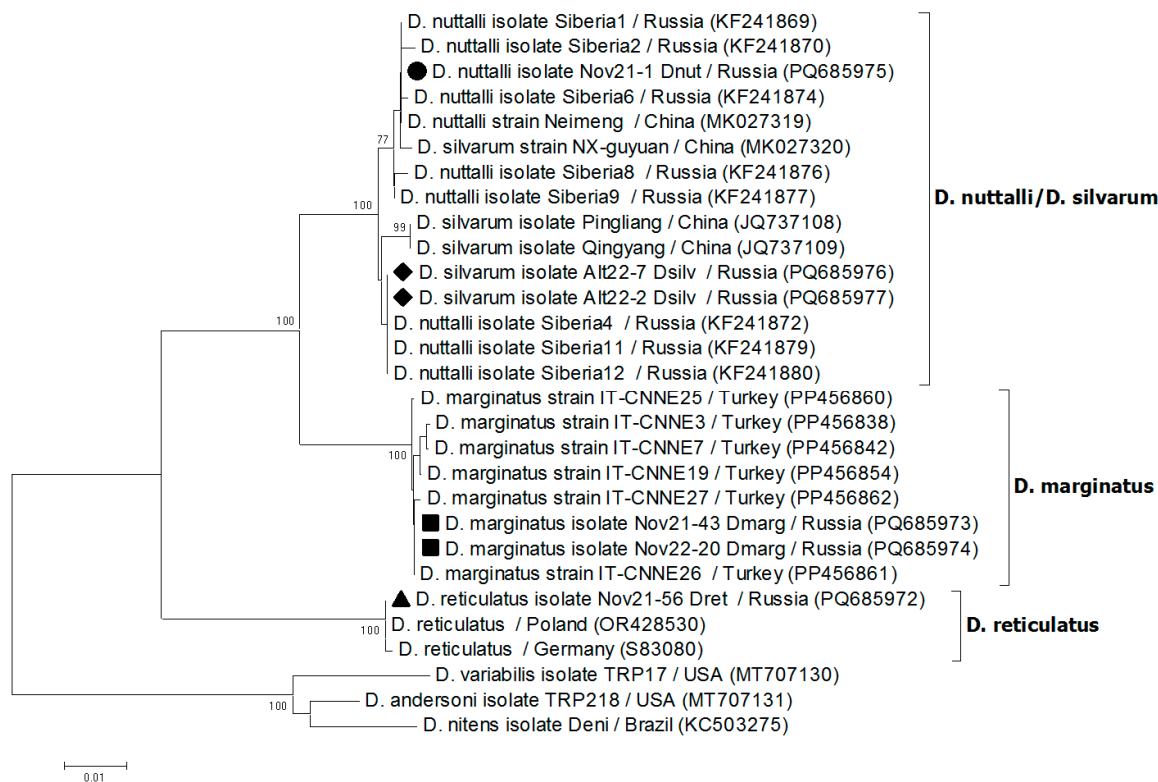 D. nuttalli isolate Siberia1 / Russia (KF241869)
D. nuttalli isolate Siberia2 / Russia (KF241870)
D. nuttalli isolate Nov21-1 Dnut / Russia (PQ685975)
D. nuttalli isolate Siberia6 / Russia (KF241874)
D. nuttalli strain Neimeng / China (MK027319)
77
D. silvarum strain NX-guyuan / China (MK027320)
D. nuttalli isolate Siberia8 / Russia (KF241876)
D. nuttalli isolate Siberia9 / Russia (KF241877)
D. nuttalli/D. silvarum
100
D. silvarum isolate Pingliang / China (JQ737108)
99
D. silvarum isolate Qingyang / China (JQ737109)
D. silvarum isolate Alt22-7 Dsilv / Russia (PQ685976)
D. silvarum isolate Alt22-2 Dsilv / Russia (PQ685977)
100
D. nuttalli isolate Siberia4 / Russia (KF241872)
D. nuttalli isolate Siberia11 / Russia (KF241879)
D. nuttalli isolate Siberia12 / Russia (KF241880)
D. marginatus strain IT-CNNE25 / Turkey (PP456860)
D. marginatus strain IT-CNNE3 / Turkey (PP456838)
D. marginatus strain IT-CNNE7 / Turkey (PP456842)
100
D. marginatus strain IT-CNNE19 / Turkey (PP456854)
D. marginatus
D. marginatus strain IT-CNNE27 / Turkey (PP456862)
D. marginatus isolate Nov21-43 Dmarg / Russia (PQ685973)
D. marginatus isolate Nov22-20 Dmarg / Russia (PQ685974)
D. marginatus strain IT-CNNE26 / Turkey (PP456861)
D. reticulatus isolate Nov21-56 Dret / Russia (PQ685972)
100
D. reticulatus / Poland (OR428530)
D. reticulatus
D. reticulatus / Germany (S83080)
D. variabilis isolate TRP17 / USA (MT707130)
100
D. andersoni isolate TRP218 / USA (MT707131)
D. nitens isolate Deni / Brazil (KC503275)
0.01